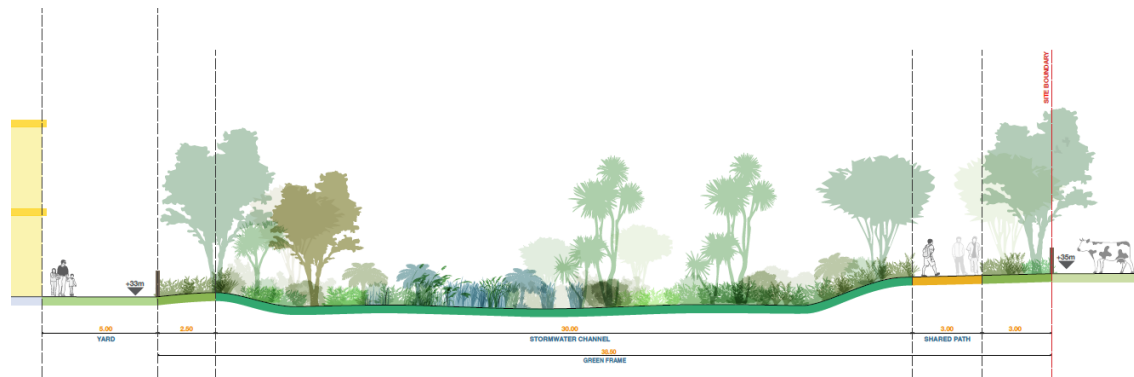 SITE BOUNDARY
+33m
+35m
5.00
2.50
30.00
3.00
3.00
YARD
STORMWATER CHANNEL
SHARED PATH
38.50
GREEN FRAME